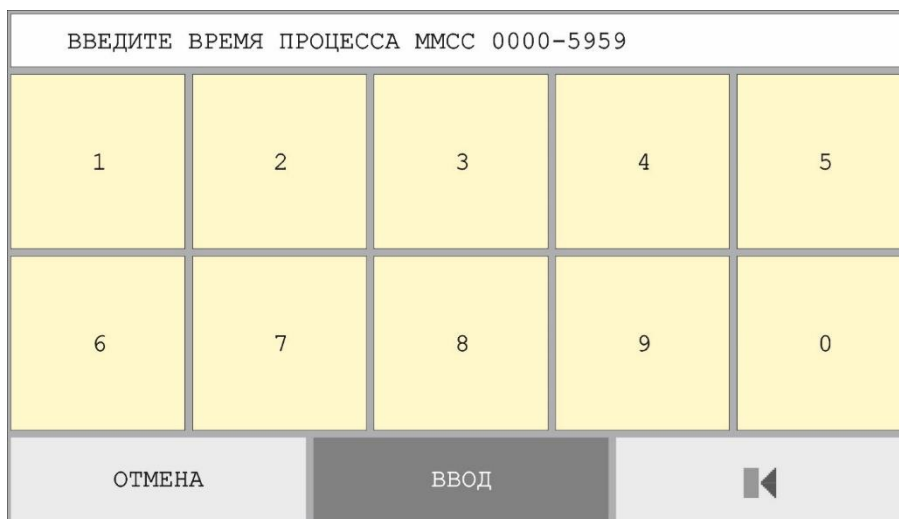 ВВЕДИТЕ ВРЕМЯ ПРОЦЕССА ММСС 0000-5959
1 2 3 4 5
6 7 8 9 0
ОТМЕНА ВВОД